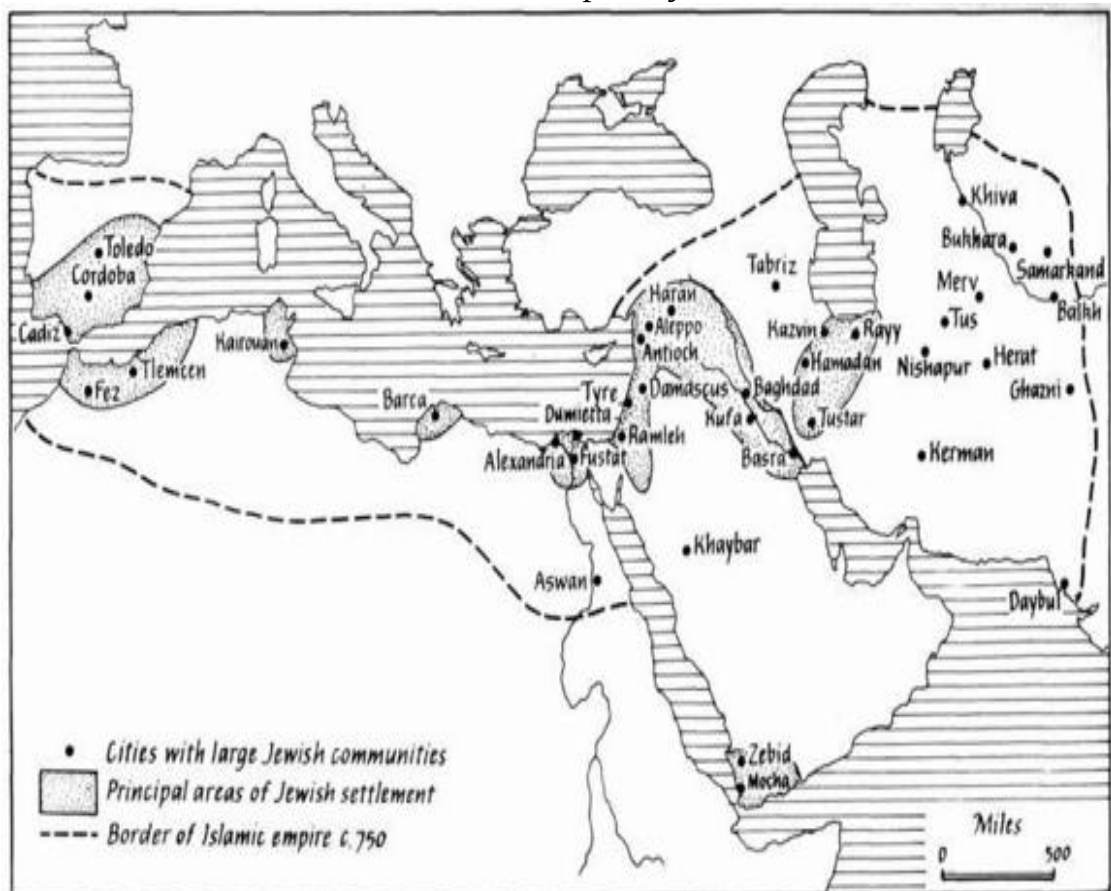 Khiva
Bukhara
Samarkand
Toledo
Tabriz
Merv
Cordoba
Haran
Balkh
Tus
Cadiz
Aleppo
Kazvin
Rayy
Kairouan
Antioch
Nishapur
Herat
Tlemcen
Hamadan
Fez
Tyre
Damascus
Baghdad
Ghazni
Barca
Damietta
Kufa
Tustar
Ramleh
Alexandria
Fustat
Basra
Kerman
Khaybar
Aswan
Daybul
Zebid
Mocha
Cities with large Jewish communities
Principal areas of Jewish settlement
Border of Islamic empire c.750
Miles
0 500